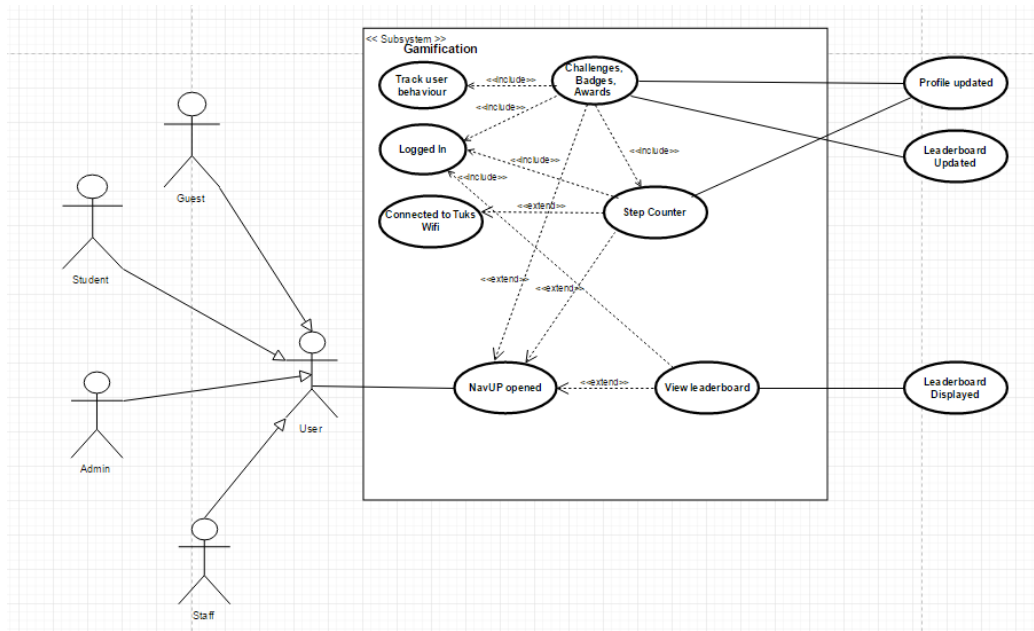 << Subsystem >>
Gamification
Track user
behaviour
<<include>>
Challenges,
Badges,
Awards
Profile updated
<<include>>
Logged In
<<include>>
<<include>>
<<include>>
Leaderboard
Updated
Guest
Connected to Tuks
Wifi
<<extend>>
Step Counter
Student
<<extend>>
<<extend>>
NavUP opened
<<extend>>
View leaderboard
Leaderboard
Displayed
User
Admin
Staff